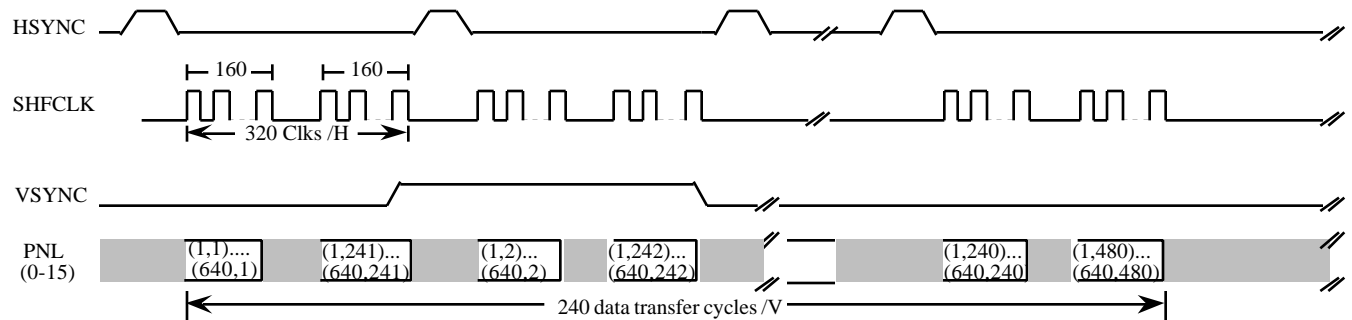 HSYNC
160 160
SHFCLK
320 Clks /H
VSYNC
PNL
(0-15)
(1,1)....
(640,1)
(1,241)...
(640,241)
(1,2)...
(640,2)
(1,242)...
(640,242)
(1,240)...
(640,240)
(1,480)...
(640,480)
240 data transfer cycles /V